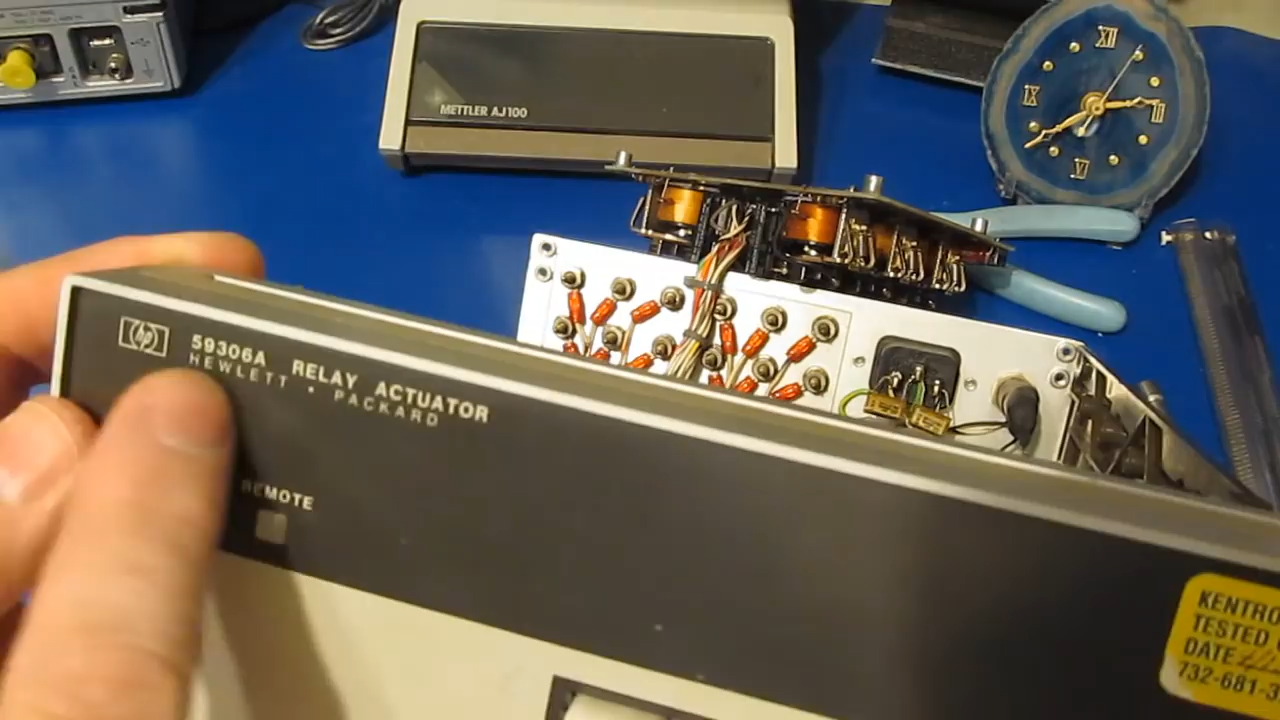 METTLER AJ100
XII
IX
III
VI
hp
59306A RELAY ACTUATOR
HEWLETT • PACKARD
REMOTE
KENTRO
TESTED
DATE
732-681-3